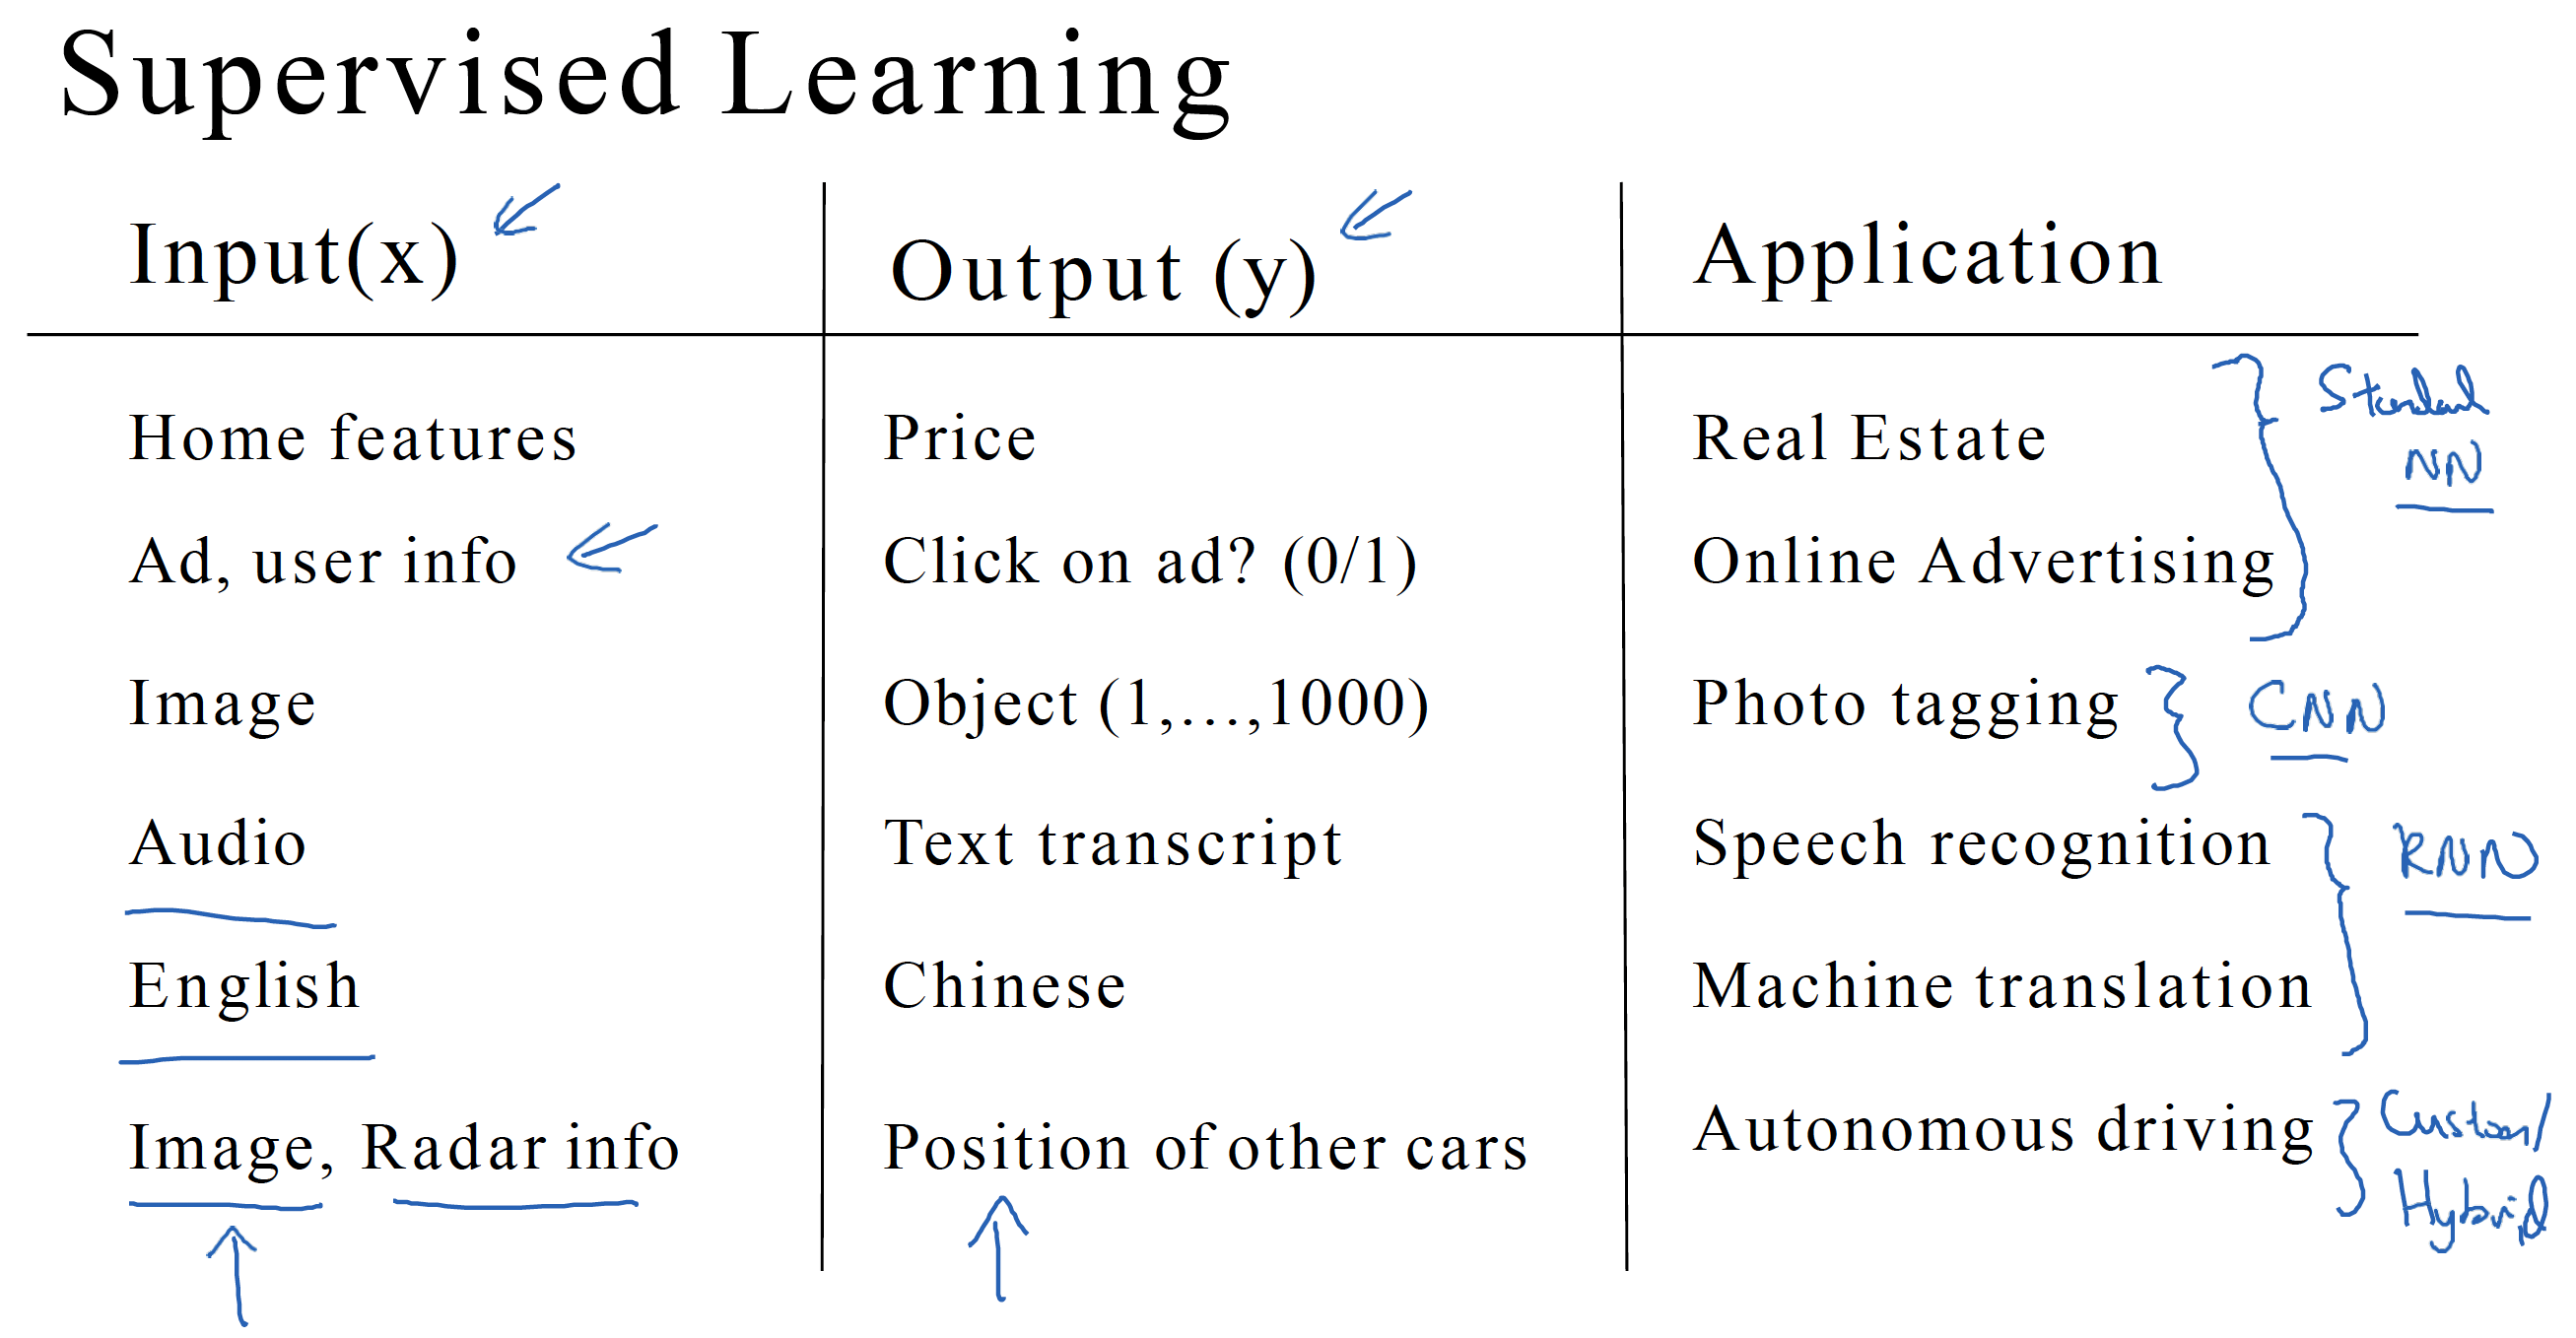 Supervised Learning
Input(x) Output (y) Application
Home features Price Real Estate Standard
NN
Ad, user info Click on ad? (0/1) Online Advertising
Image Object (1,...,1000) Photo tagging CNN
Audio Text transcript Speech recognition RNN
English Chinese Machine translation
Image, Radar info Position of other cars Autonomous driving Custom/
Hybrid